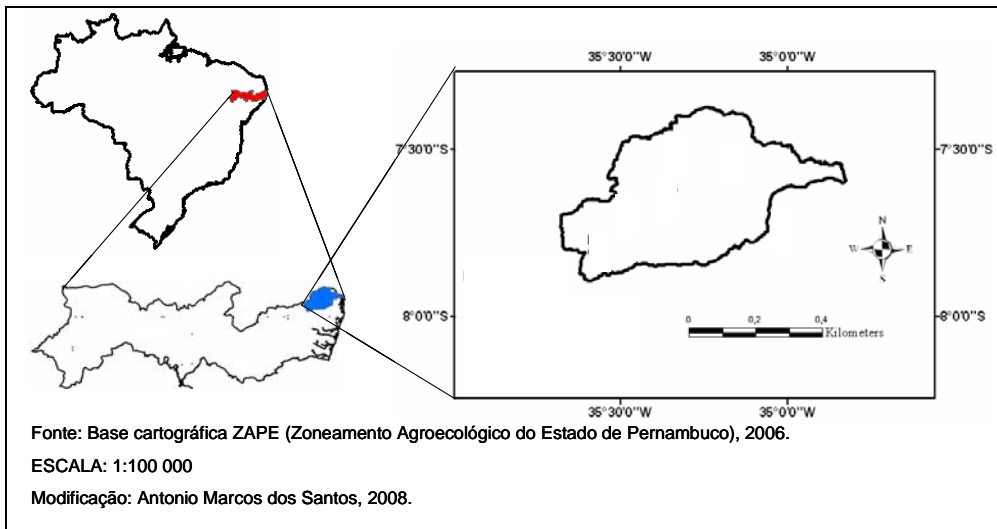 35°30'0"W 35°0'0"W
7°30'0"S 7°30'0"S
N
W E
S
8°0'0"S 8°0'0"S
0 0,2 0,4
Kilometers
35°30'0"W 35°0'0"W
Fonte: Base cartográfica ZAPE (Zoneamento Agroecológico do Estado de Pernambuco), 2006.
ESCALA: 1:100 000
Modificação: Antonio Marcos dos Santos, 2008.